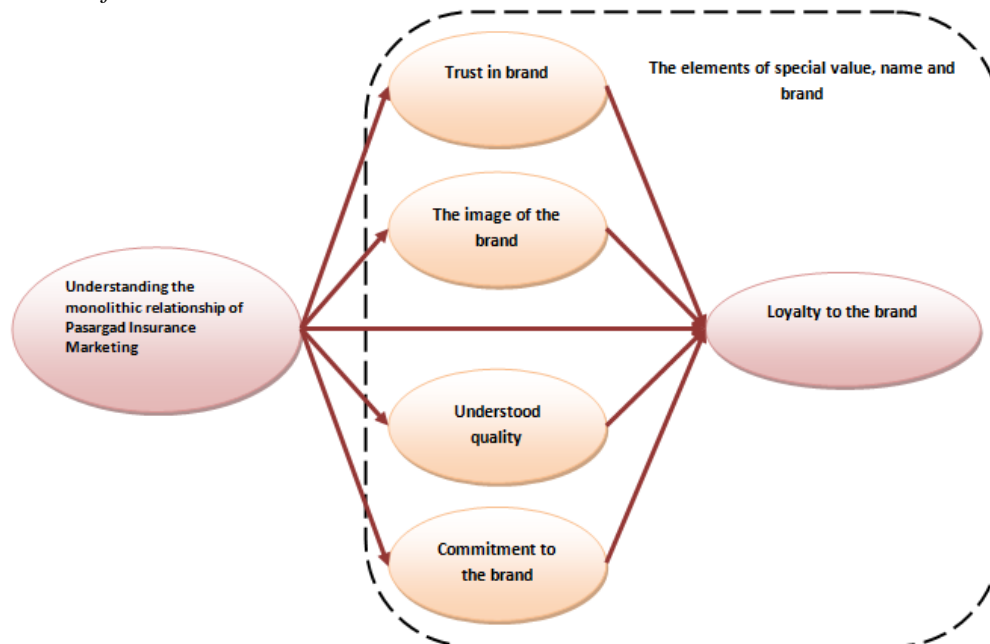 Trust in brand
The elements of special value, name and
brand
The image of the
brand
Understanding the
monolithic relationship of
Pasargad Insurance
Marketing
Loyalty to the brand
Understood
quality
Commitment to
the brand